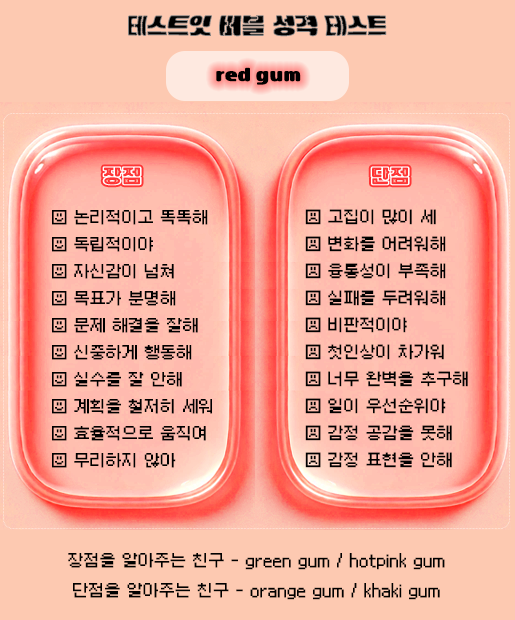 테스트잇 버블 성격 테스트
red gum
장점
논리적이고 똑똑해
독립적이야
자신감이 넘쳐
목표가 분명해
문제 해결을 잘해
신중하게 행동해
실수를 잘 안해
계획을 철저히 세워
효율적으로 움직여
무리하지 않아
단점
고집이 많이 세
변화를 어려워해
융통성이 부족해
실패를 두려워해
비판적이야
첫인상이 차가워
너무 완벽을 추구해
일이 우선순위야
감정 공감을 못해
감정 표현을 안해
장점을 알아주는 친구 - green gum / hotpink gum
단점을 알아주는 친구 - orange gum / khaki gum